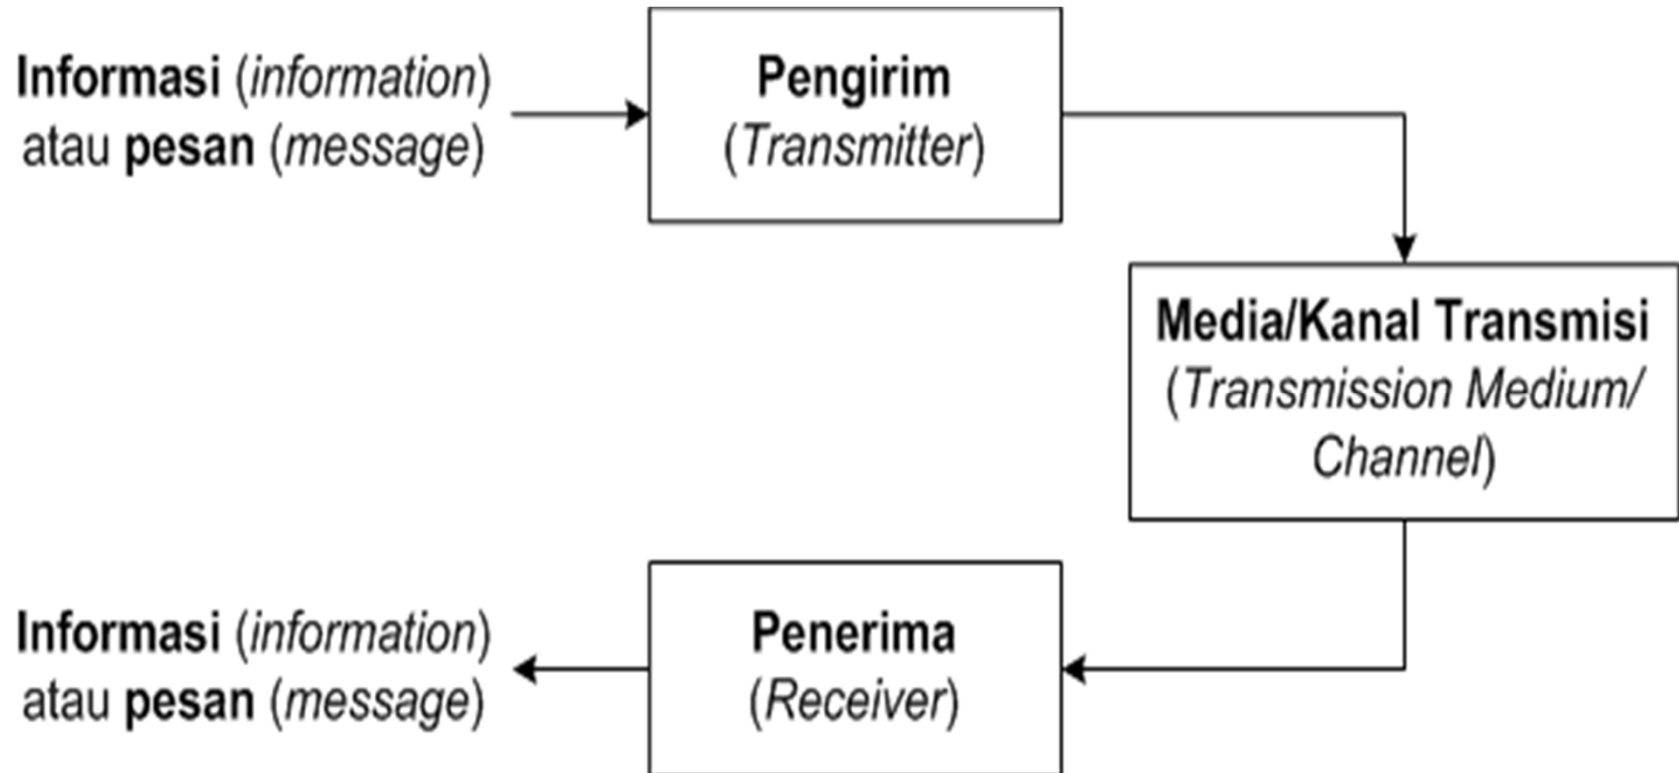 Informasi (information)
atau pesan (message)
Pengirim
(Transmitter)
Media/Kanal Transmisi
(Transmission Medium/
Channel)
Penerima
(Receiver)
Informasi (information)
atau pesan (message)